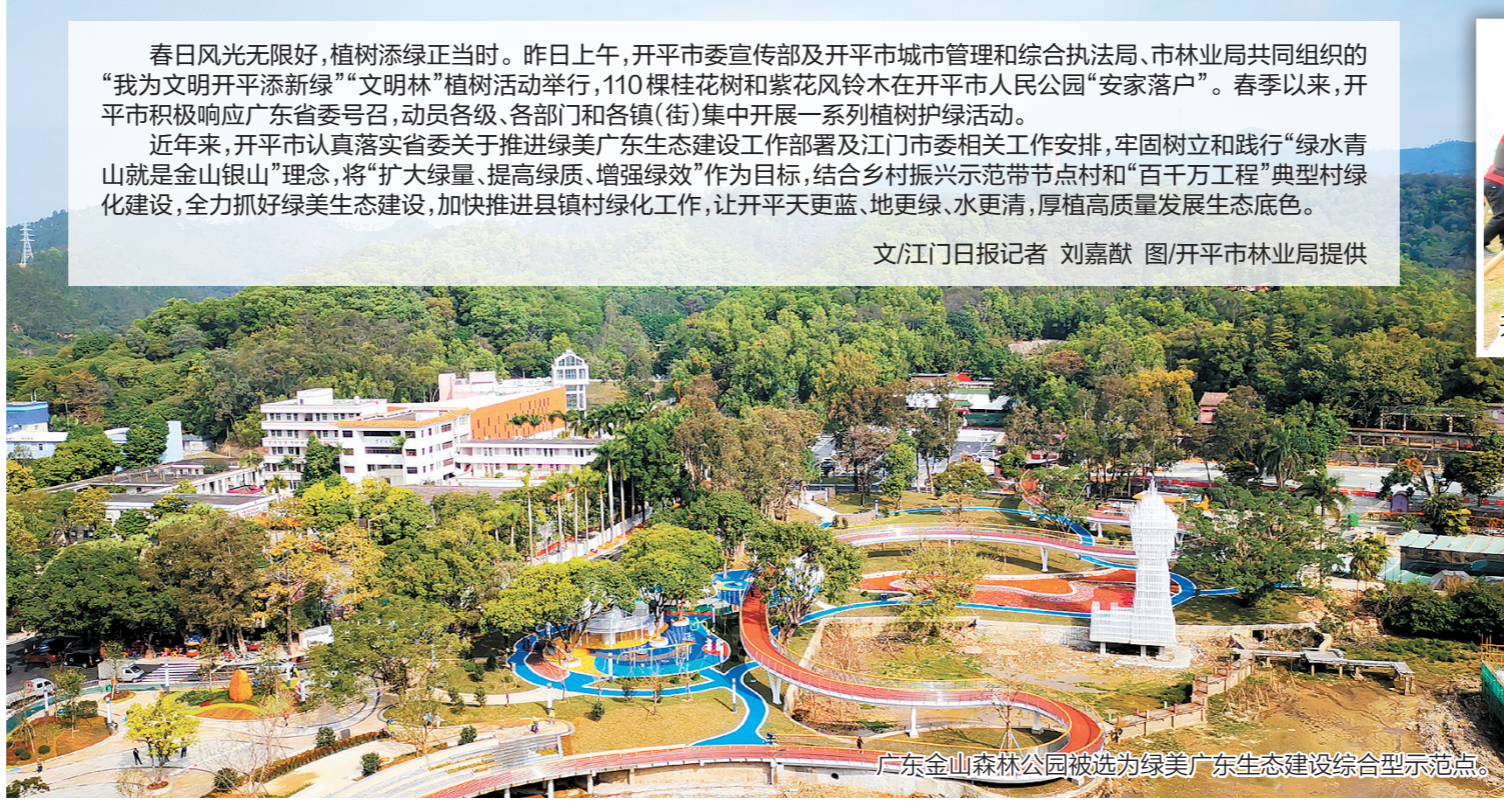 春日风光无限好，植树添绿正当时。昨日上午，开平市委宣传部及开平市城市管理和综合执法局、市林业局共同组织的
“我为文明开平添新绿”“文明林”植树活动举行，110棵桂花树和紫花风铃木在开平市人民公园“安家落户”。春季以来，开
平市积极响应广东省委号召，动员各级、各部门和各镇（街）集中开展一系列植树护绿活动。
近年来，开平市认真落实省委关于推进绿美广东生态建设工作部署及江门市委相关工作安排，牢固树立和践行“绿水青
山就是金山银山”理念，将“扩大绿量、提高绿质、增强绿效”作为目标，结合乡村振兴示范带节点村和“百千万工程”典型村绿
化建设，全力抓好绿美生态建设，加快推进县镇村绿化工作，让开平天更蓝、地更绿、水更清，厚植高质量发展生态底色。
文/江门日报记者 刘嘉猷 图/开平市林业局提供
广东金山森林公园被选为绿美广东生态建设综合型示范点。